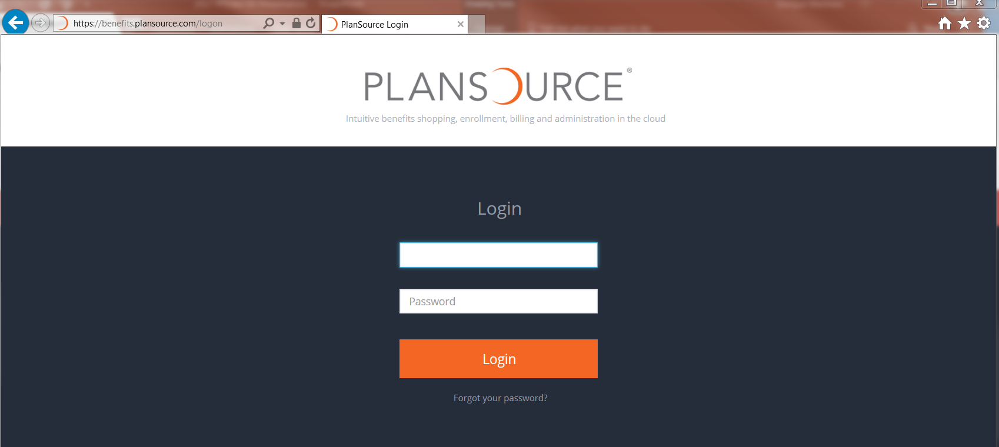 https://benefits.plansource.com/logon
PlanSource Login
PLANSOURCE®
Intuitive benefits shopping, enrollment, billing and administration in the cloud
Login
Password
Login
Forgot your password?